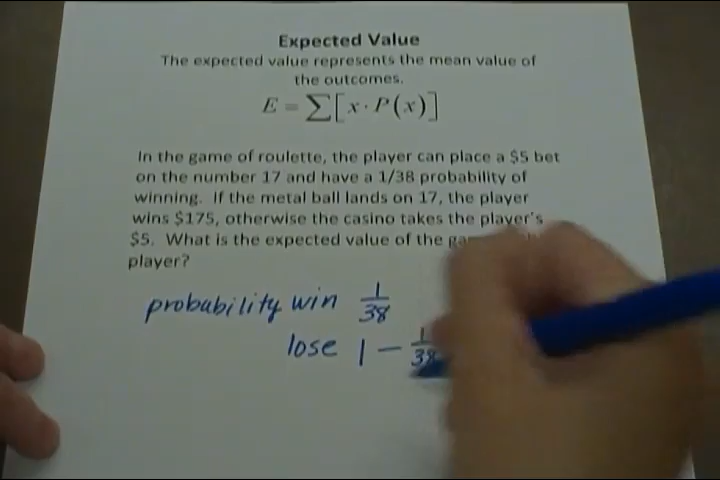 Expected Value
The expected value represents the mean value of
the outcomes.
E = ∑[x · P(x)]
In the game of roulette, the player can place a $5 bet
on the number 17 and have a 1/38 probability of
winning. If the metal ball lands on 17, the player
wins $175, otherwise the casino takes the player's
$5. What is the expected value of the
player?
probability win 1/38
lose 1 - 1/38